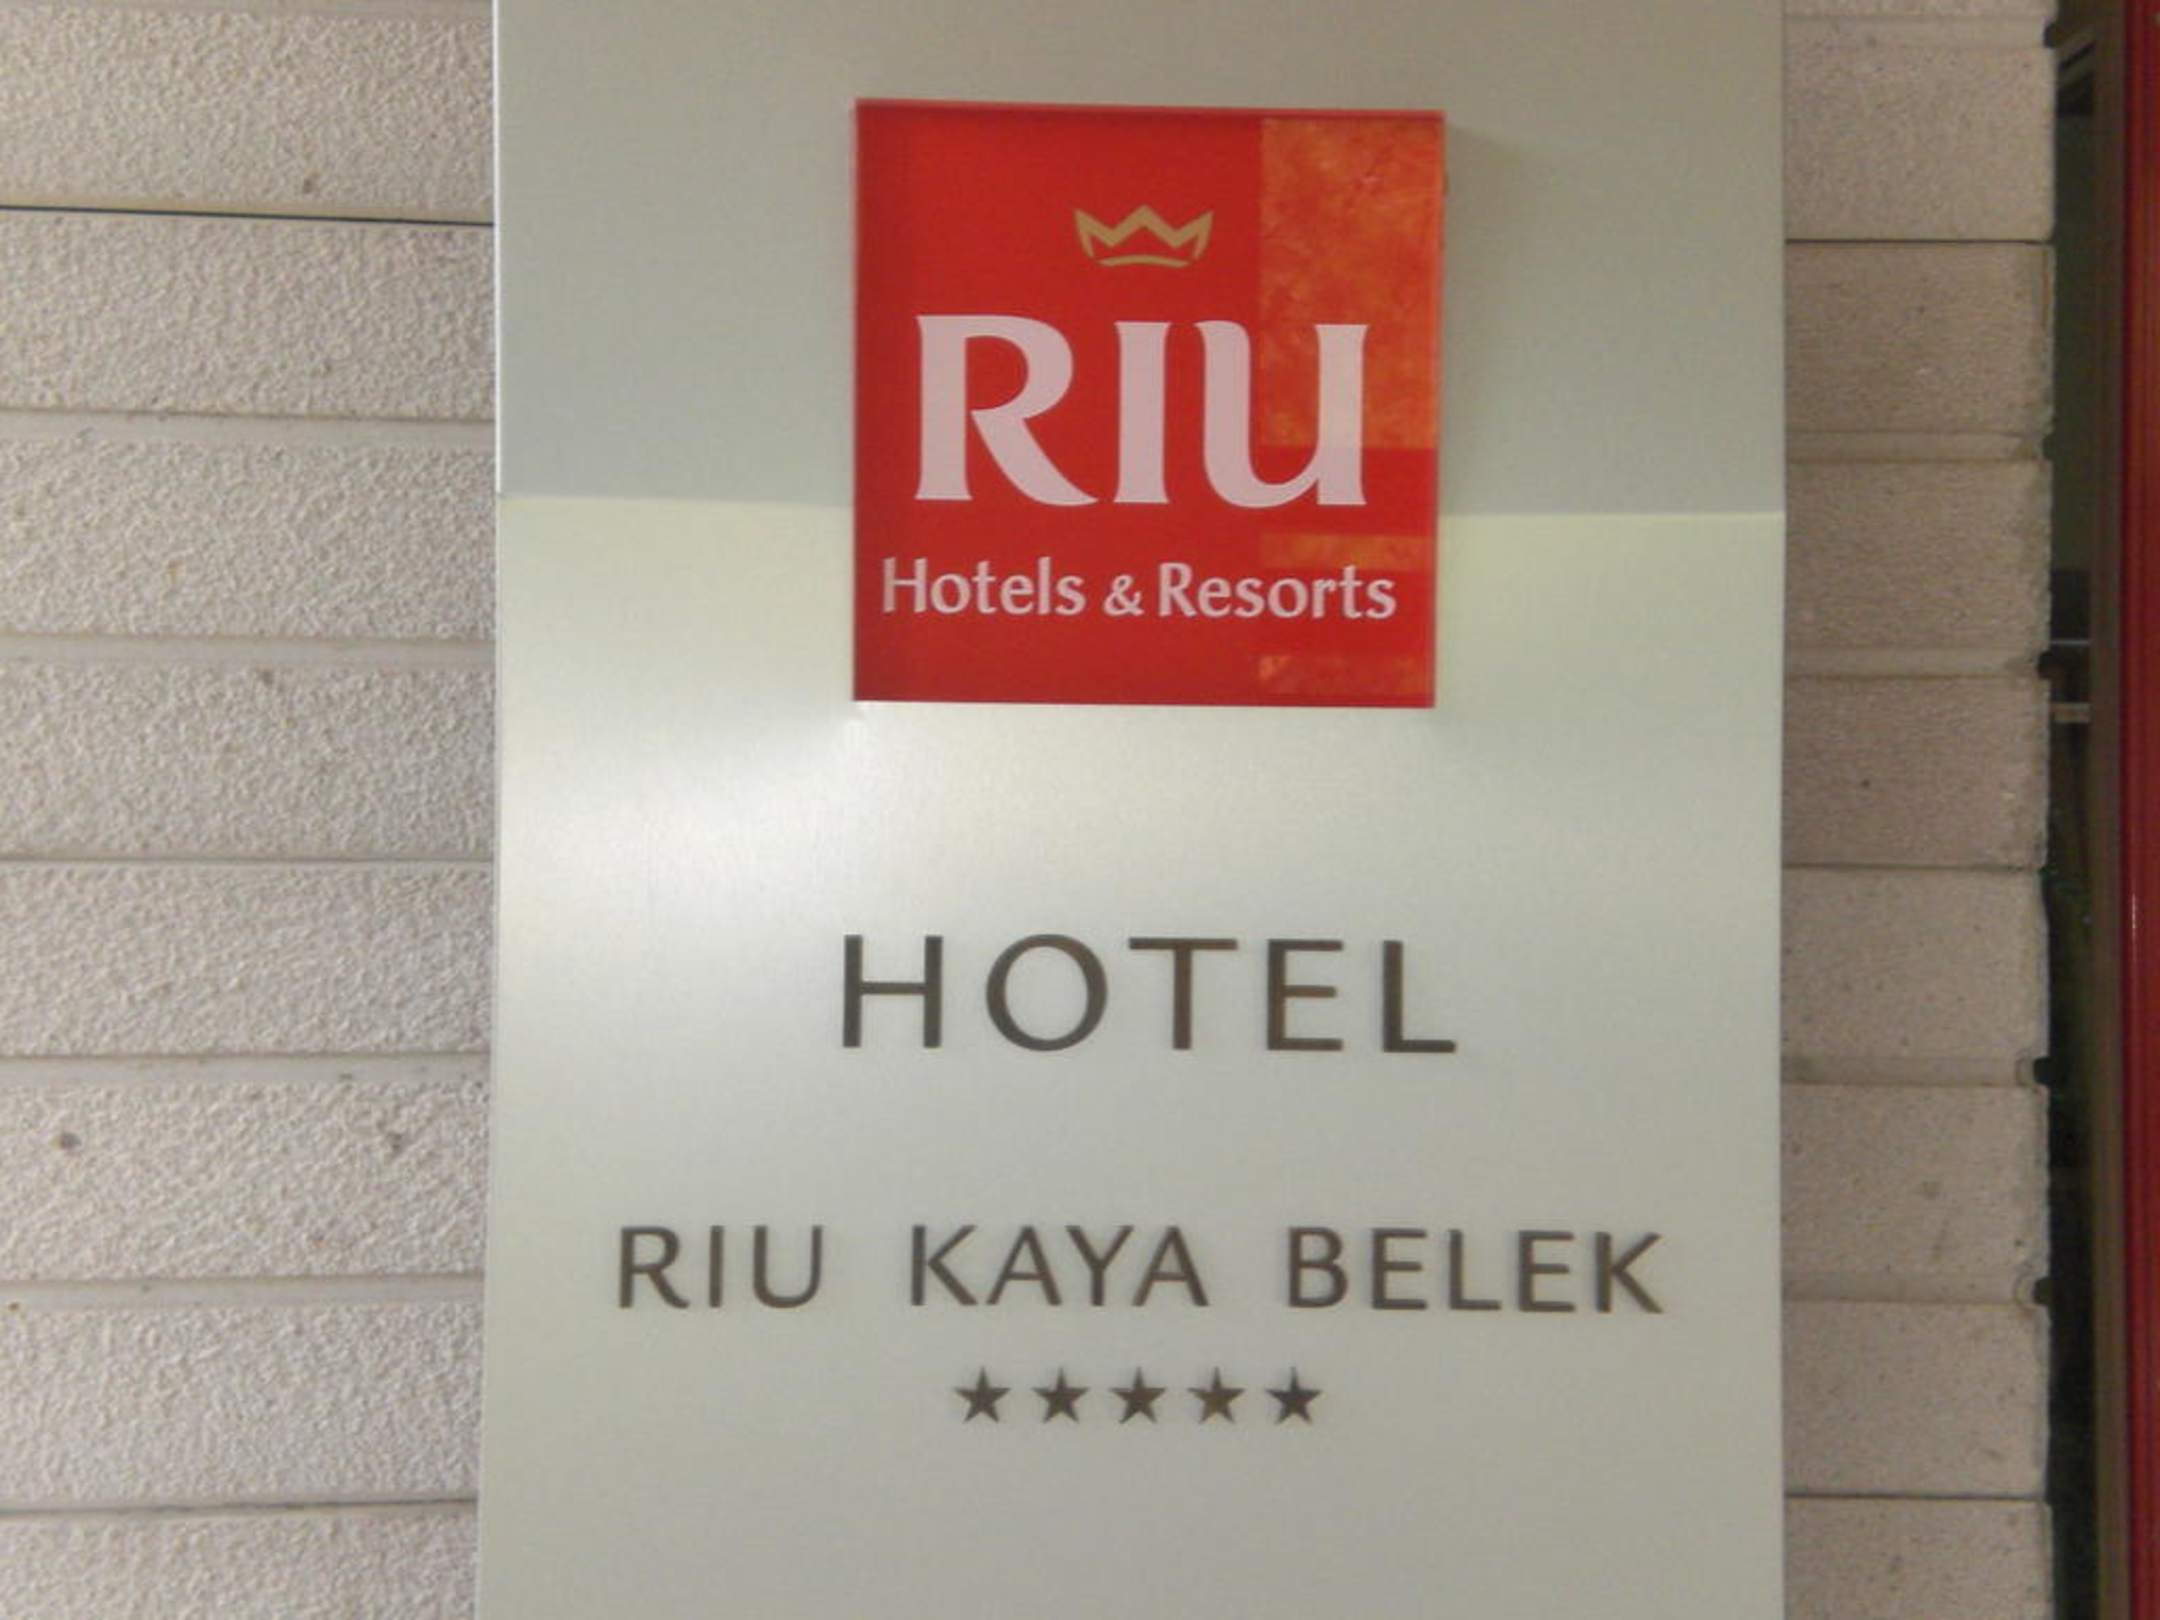 RIU
Hotels & Resorts
HOTEL
RIU KAYA BELEK
★★★★★